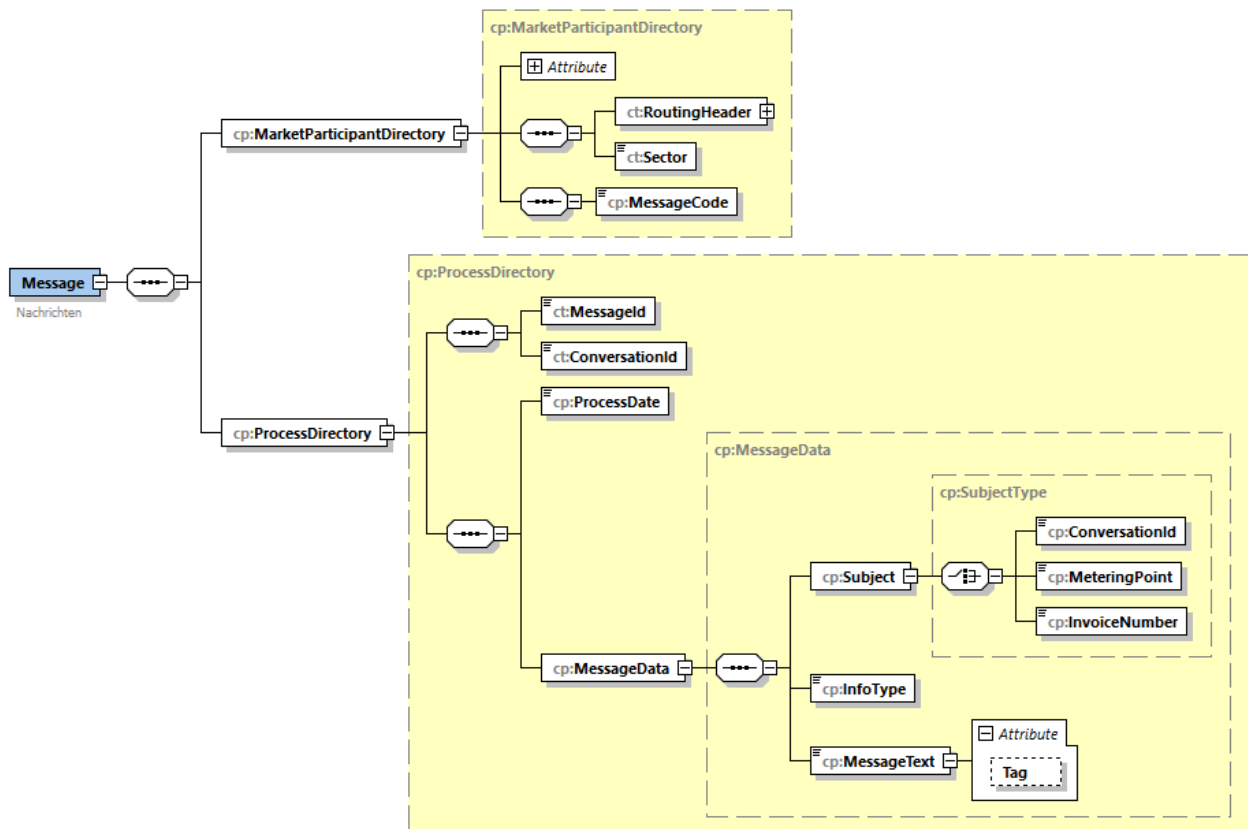 cp:MarketParticipantDirectory
Attribute
ct:RoutingHeader
cp:MarketParticipantDirectory
ct:Sector
cp:MessageCode
cp:ProcessDirectory
Message
Nachrichten
ct:MessageId
ct:ConversationId
cp:ProcessDate
cp:ProcessDirectory
cp:MessageData
cp:SubjectType
cp:ConversationId
cp:Subject
cp:MeteringPoint
cp:InvoiceNumber
cp:MessageData
cp:InfoType
Attribute
cp:MessageText
Tag